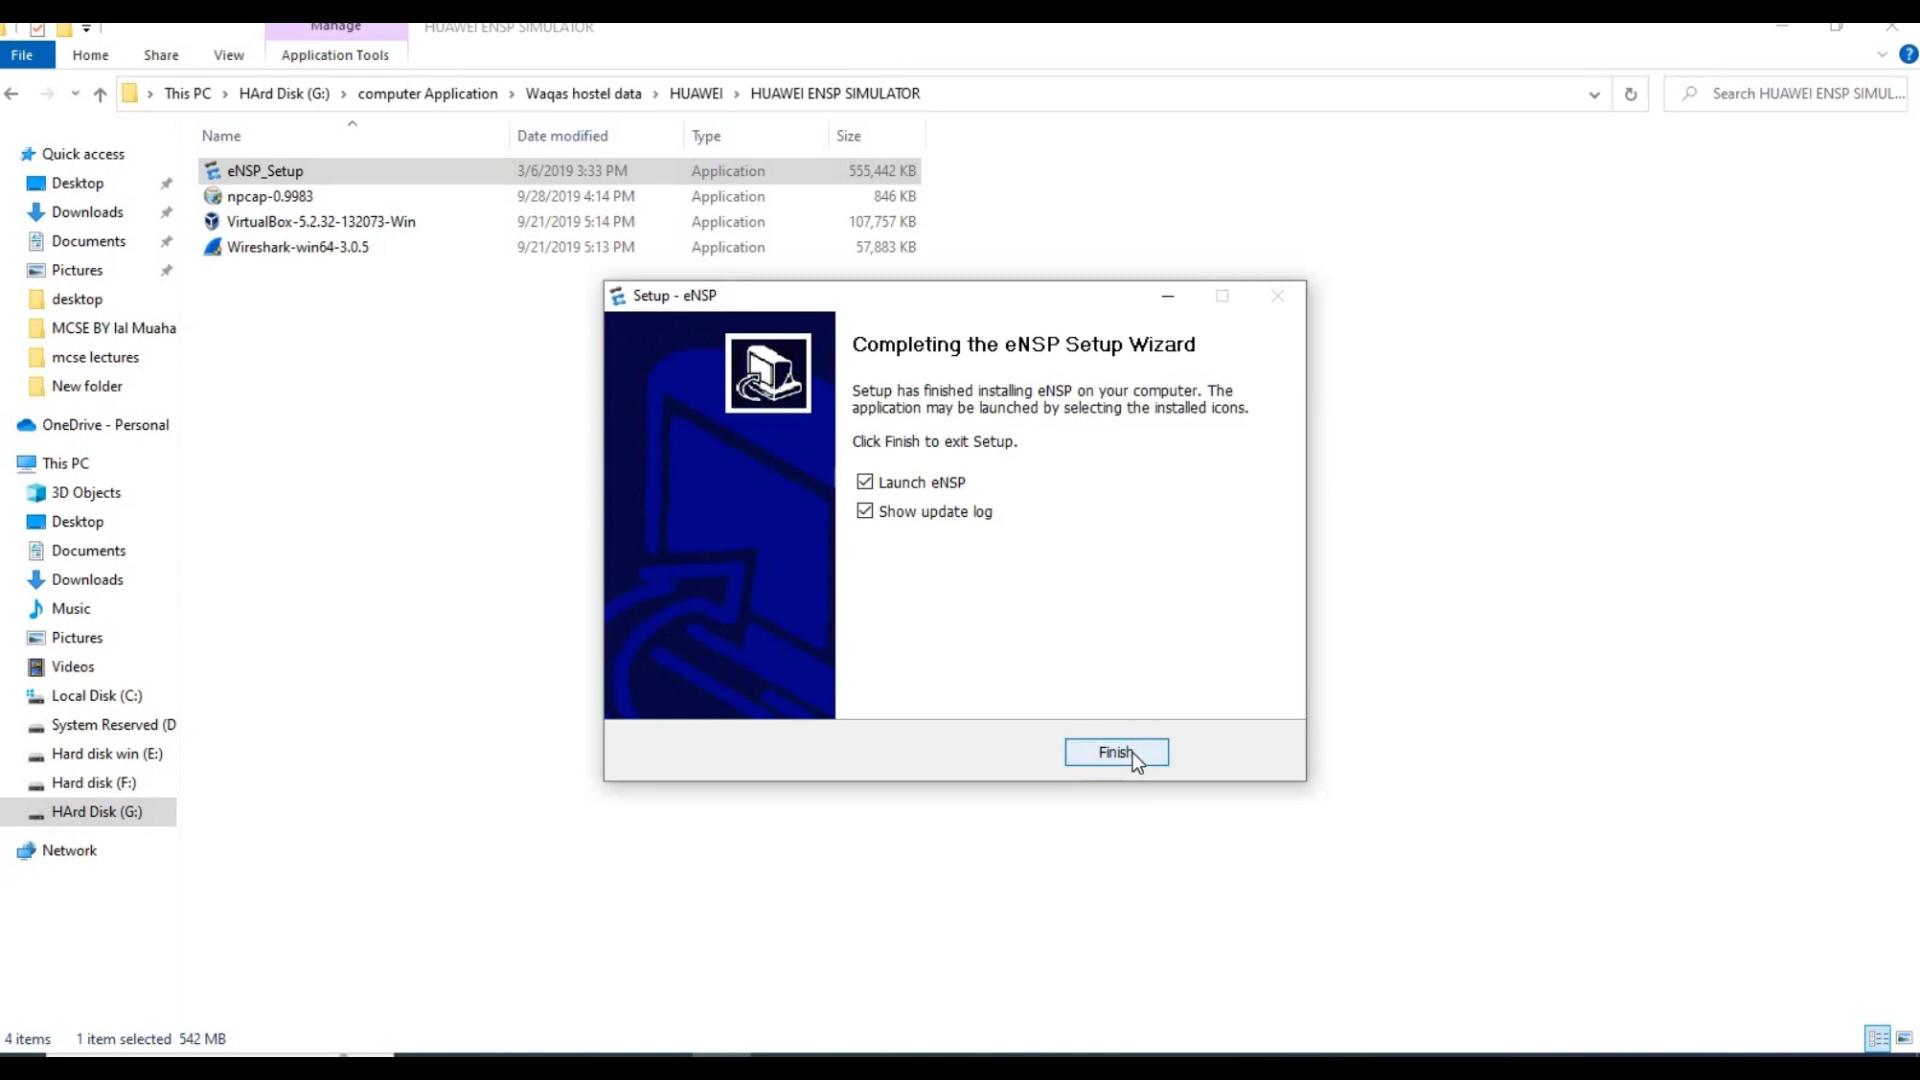 Manage
HUAWEI ENSP SIMULATOR
File
Home
Share
View
Application Tools
This PC > HArd Disk (G:) > computer Application > Waqas hostel data > HUAWEI > HUAWEI ENSP SIMULATOR
Search HUAWEI ENSP SIMUL...
Name
Date modified
Type
Size
eNSP_Setup 3/6/2019 3:33 PM Application 555,442 KB
npcap-0.9983 9/28/2019 4:14 PM Application 846 KB
VirtualBox-5.2.32-132073-Win 9/21/2019 5:14 PM Application 107,757 KB
Wireshark-win64-3.0.5 9/21/2019 5:13 PM Application 57,883 KB
Quick access
Desktop
Downloads
Documents
Pictures
desktop
MCSE BY lal Muaha
mcse lectures
New folder
OneDrive - Personal
This PC
3D Objects
Desktop
Documents
Downloads
Music
Pictures
Videos
Local Disk (C:)
System Reserved (D
Hard disk win (E:)
Hard disk (F:)
HArd Disk (G:)
Network
Setup - eNSP
Completing the eNSP Setup Wizard
Setup has finished installing eNSP on your computer. The
application may be launched by selecting the installed icons.
Click Finish to exit Setup.
Launch eNSP
Show update log
Finish
4 items
1 item selected 542 MB